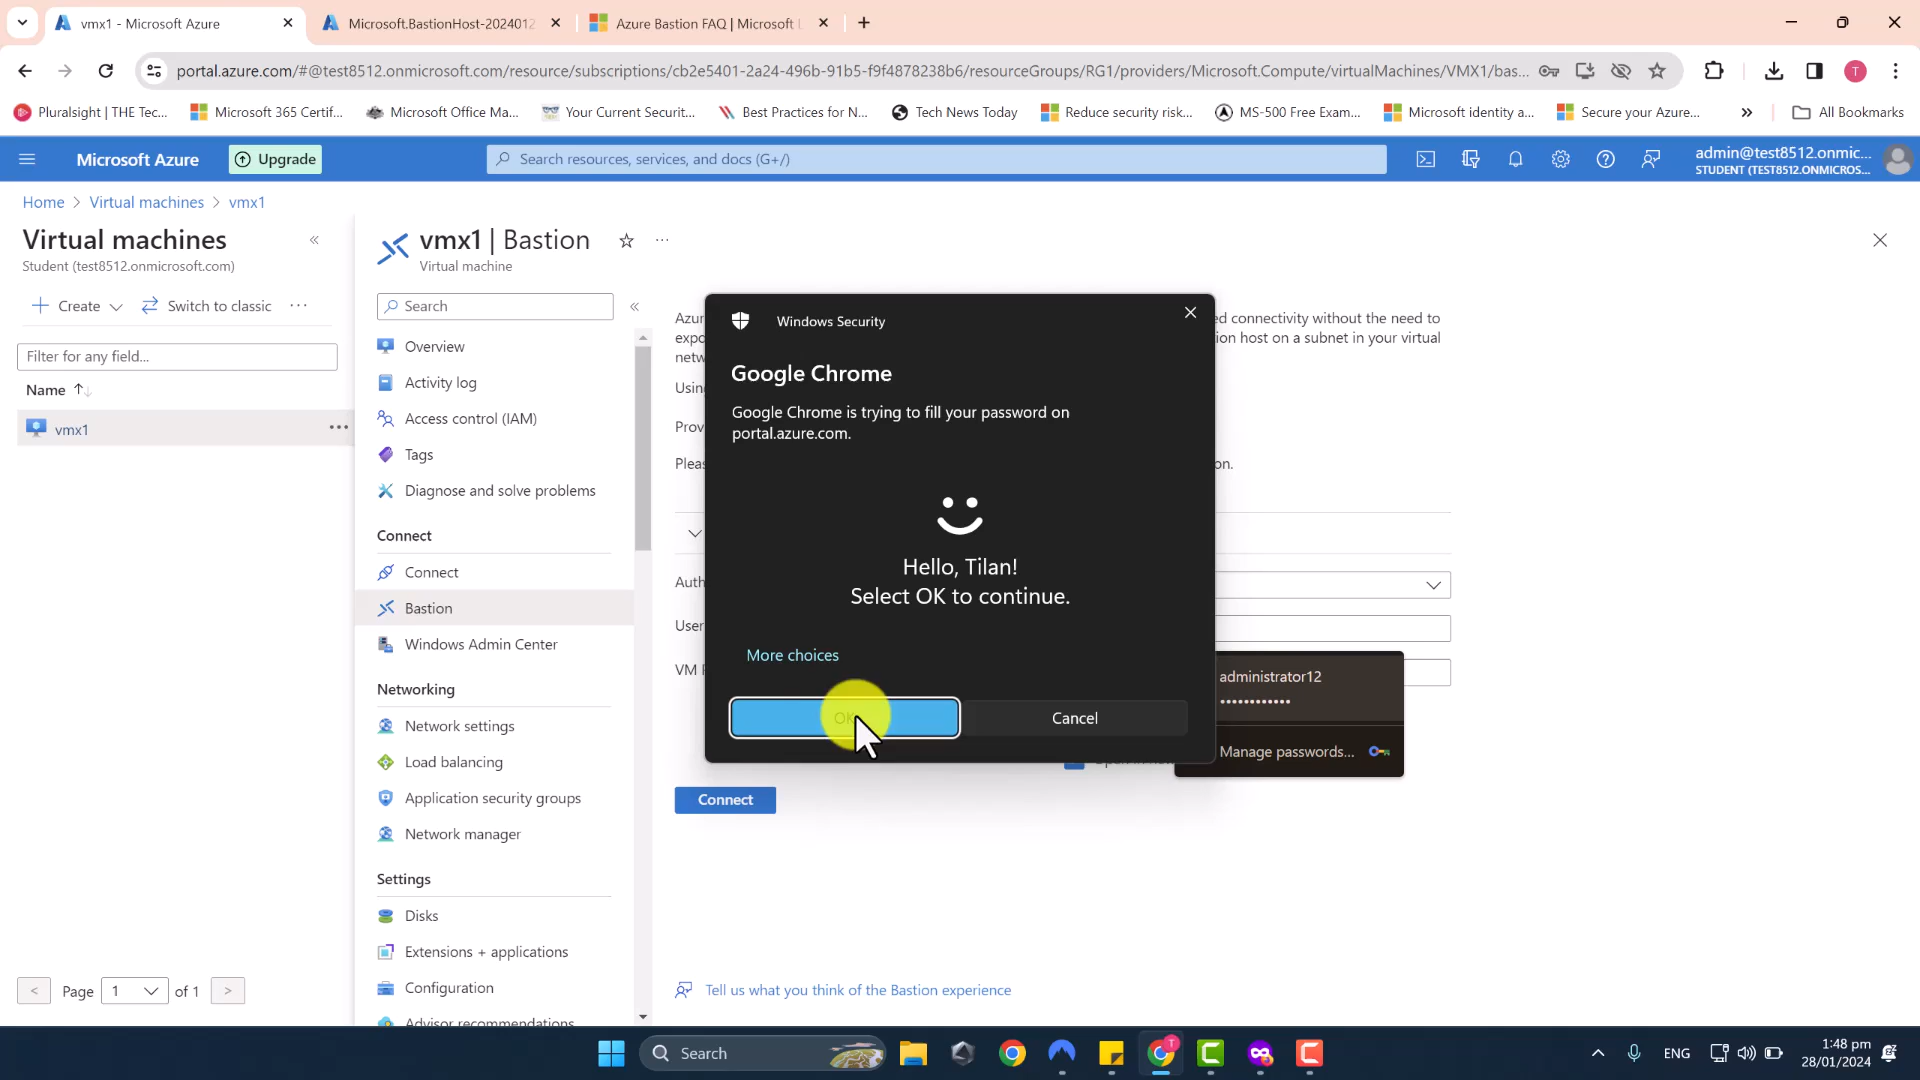 vmx1 - Microsoft Azure
Microsoft.BastionHost-2024012
Azure Bastion FAQ | Microsoft L
portal.azure.com/#@test8512.onmicrosoft.com/resource/subscriptions/cb2e5401-2a24-496b-91b5-f9f4878238b6/resourceGroups/RG1/providers/Microsoft.Compute/virtualMachines/VMX1/bas...
T
Pluralsight | THE Tec...
Microsoft 365 Certif...
Microsoft Office Ma...
Your Current Securit...
Best Practices for N...
Tech News Today
Reduce security risk...
MS-500 Free Exam...
Microsoft identity a...
Secure your Azure...
»
All Bookmarks
Microsoft Azure
Upgrade
Search resources, services, and docs (G+/)
admin@test8512.onmic...
STUDENT (TEST8512.ONMICROS...
Home > Virtual machines > vmx1
Virtual machines
Student (test8512.onmicrosoft.com)
Create
Switch to classic
Filter for any field...
Name
vmx1
Page 1 of 1
vmx1 | Bastion
Virtual machine
Search
Overview
Activity log
Access control (IAM)
Tags
Diagnose and solve problems
Connect
Connect
Bastion
Windows Admin Center
Networking
Network settings
Load balancing
Application security groups
Network manager
Settings
Disks
Extensions + applications
Configuration
Advisor recommendations
Azur
ed connectivity without the need to
expo
ion host on a subnet in your virtual
netw
Using
Prov
Pleas
on.
Auth
User
VM P
Windows Security
Google Chrome
Google Chrome is trying to fill your password on
portal.azure.com.
Hello, Tilan!
Select OK to continue.
More choices
OK
Cancel
administrator12
••••••••••••
Manage passwords...
Connect
Tell us what you think of the Bastion experience
Search
T
ENG
1:48 pm
28/01/2024